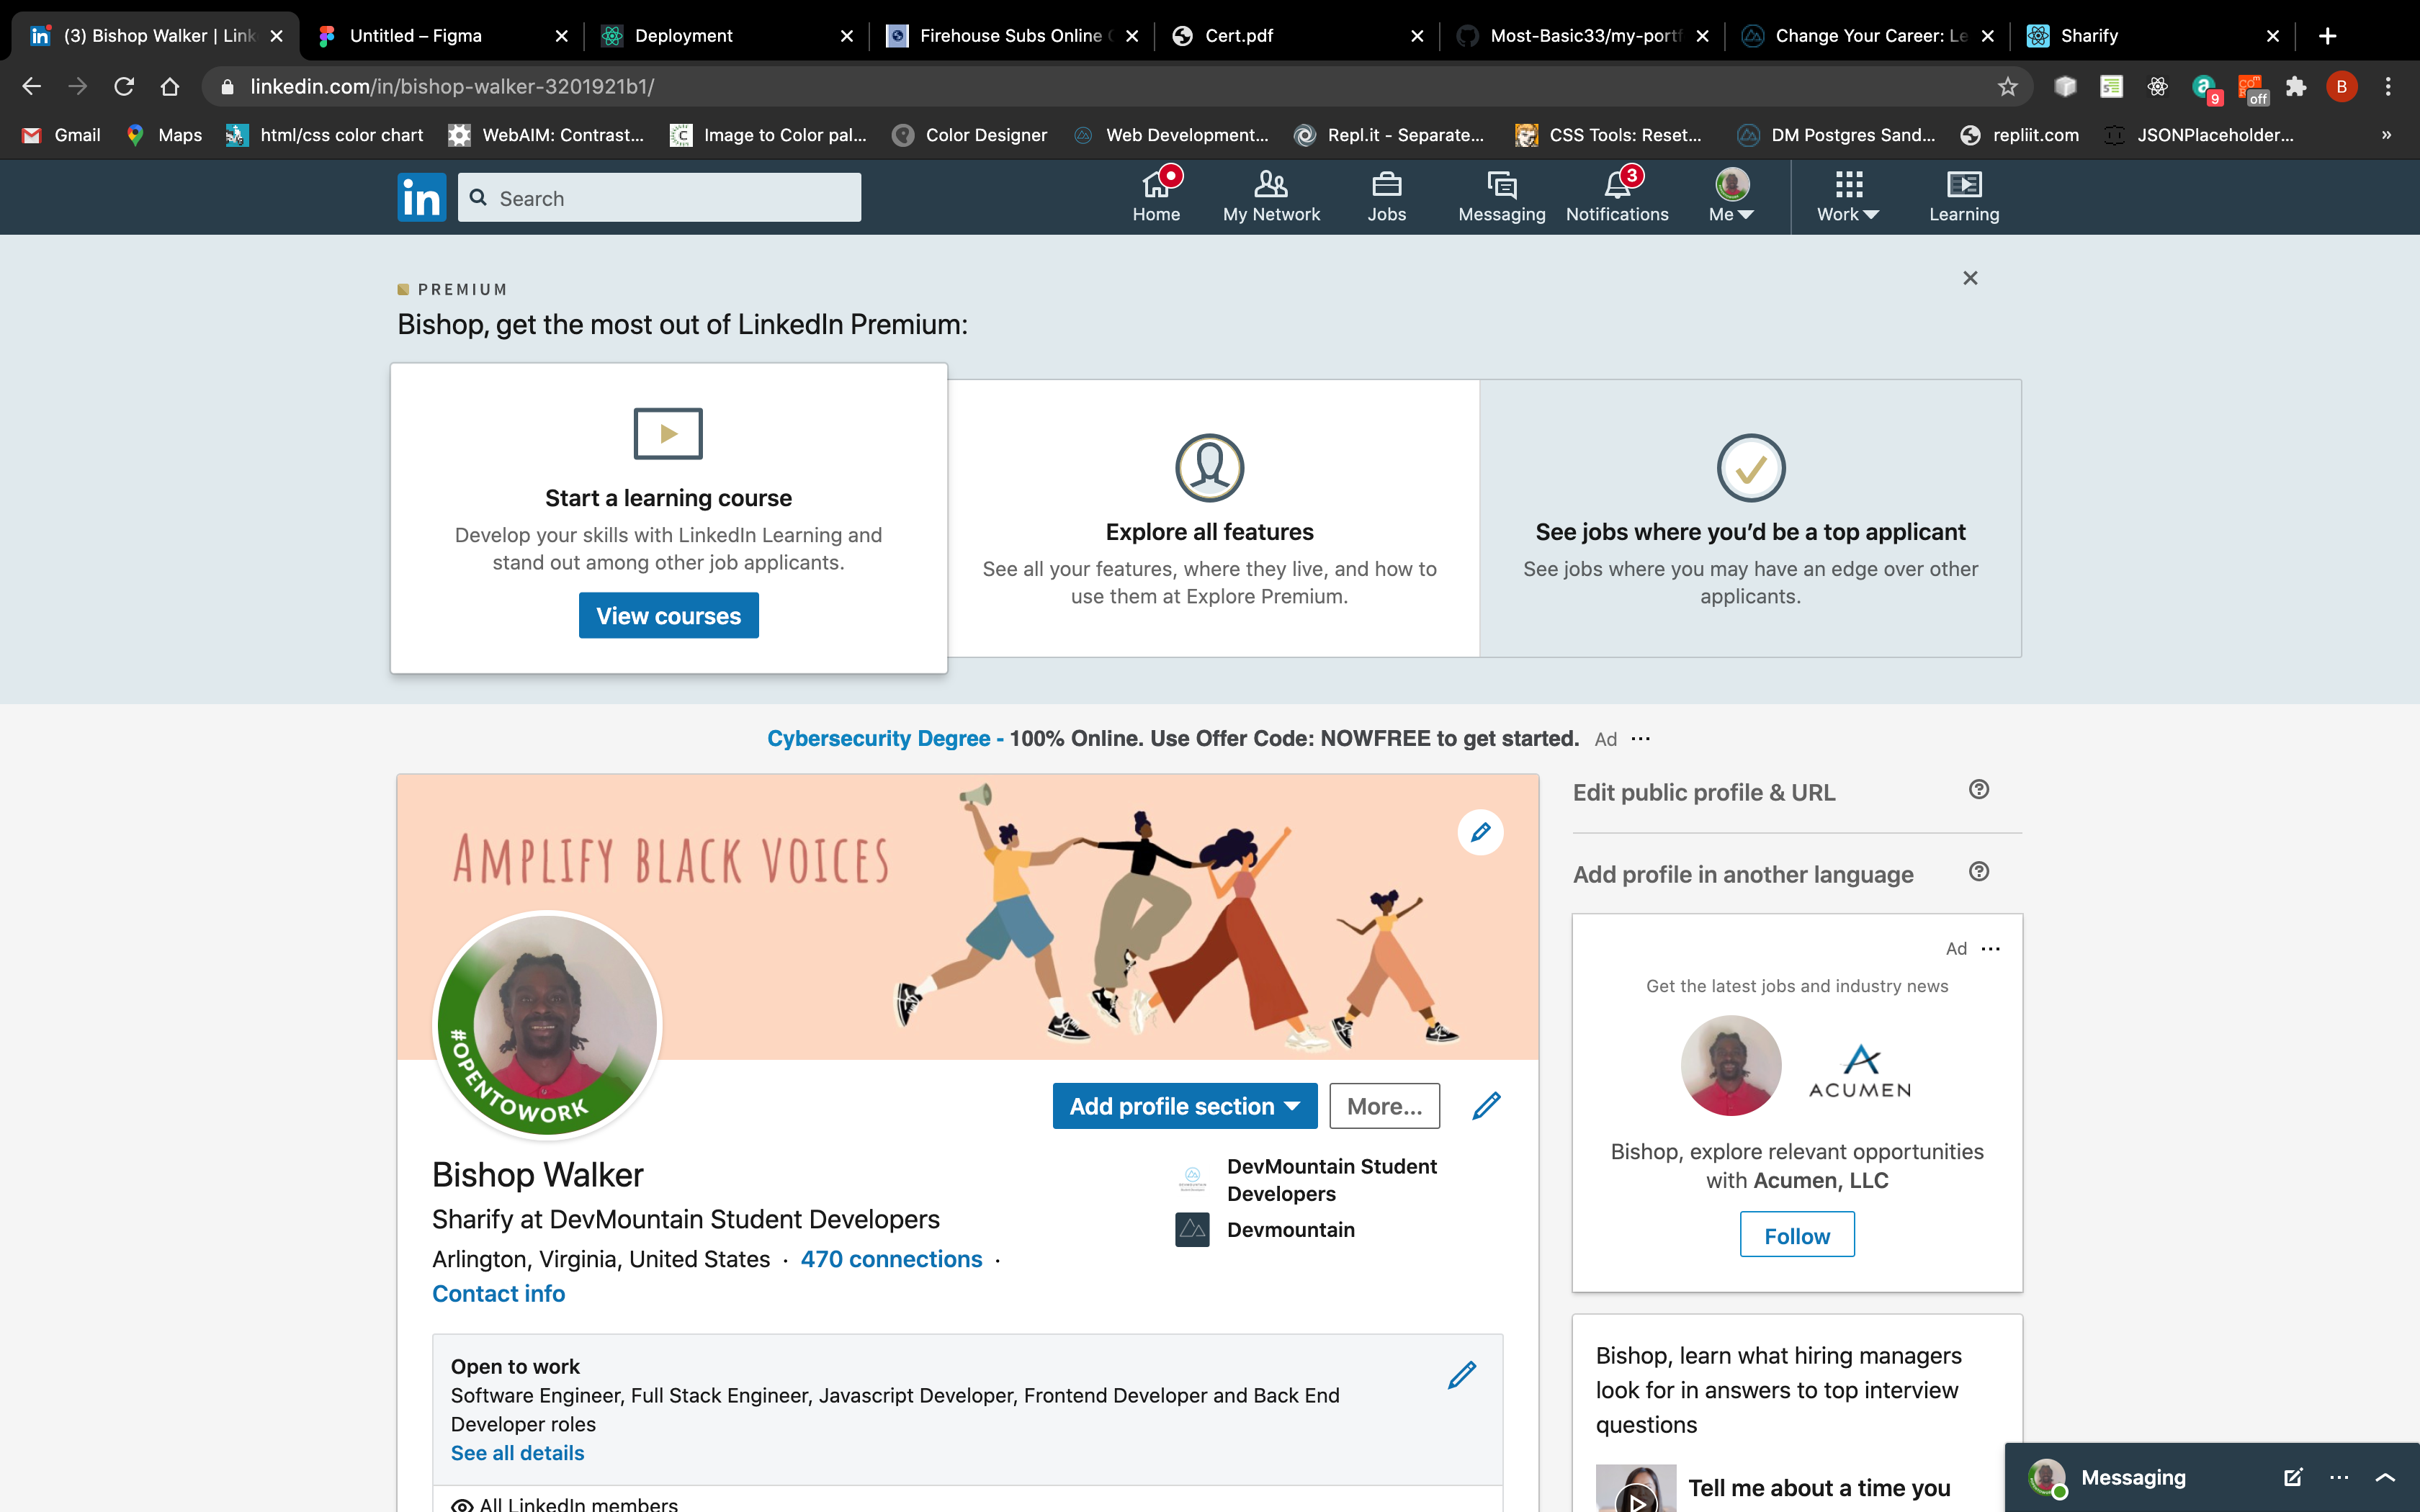 (3) Bishop Walker | Link
Untitled – Figma
Deployment
Firehouse Subs Online
Cert.pdf
Most-Basic33/my-portf
Change Your Career: Le
Sharify
linkedin.com/in/bishop-walker-3201921b1/
B
9
off
Gmail
Maps
html/css color chart
WebAIM: Contrast...
Image to Color pal...
Color Designer
Web Development...
Repl.it - Separate...
CSS Tools: Reset...
DM Postgres Sand...
repliit.com
JSONPlaceholder...
»
in
Search
Home
My Network
Jobs
Messaging
3
Notifications
Me
Work
Learning
PREMIUM
Bishop, get the most out of LinkedIn Premium:
Start a learning course
Develop your skills with LinkedIn Learning and
stand out among other job applicants.
View courses
Explore all features
See all your features, where they live, and how to
use them at Explore Premium.
See jobs where you’d be a top applicant
See jobs where you may have an edge over other
applicants.
Cybersecurity Degree - 100% Online. Use Offer Code: NOWFREE to get started. Ad ...
AMPLIFY BLACK VOICES
#OPENTOWORK
Add profile section
More...
Bishop Walker
Sharify at DevMountain Student Developers
Arlington, Virginia, United States · 470 connections ·
Contact info
DevMountain Student
Developers
Devmountain
Open to work
Software Engineer, Full Stack Engineer, Javascript Developer, Frontend Developer and Back End
Developer roles
See all details
All LinkedIn members
Edit public profile & URL
Add profile in another language
Ad ...
Get the latest jobs and industry news
ACUMEN
Bishop, explore relevant opportunities
with Acumen, LLC
Follow
Bishop, learn what hiring managers
look for in answers to top interview
questions
Tell me about a time you
Messaging